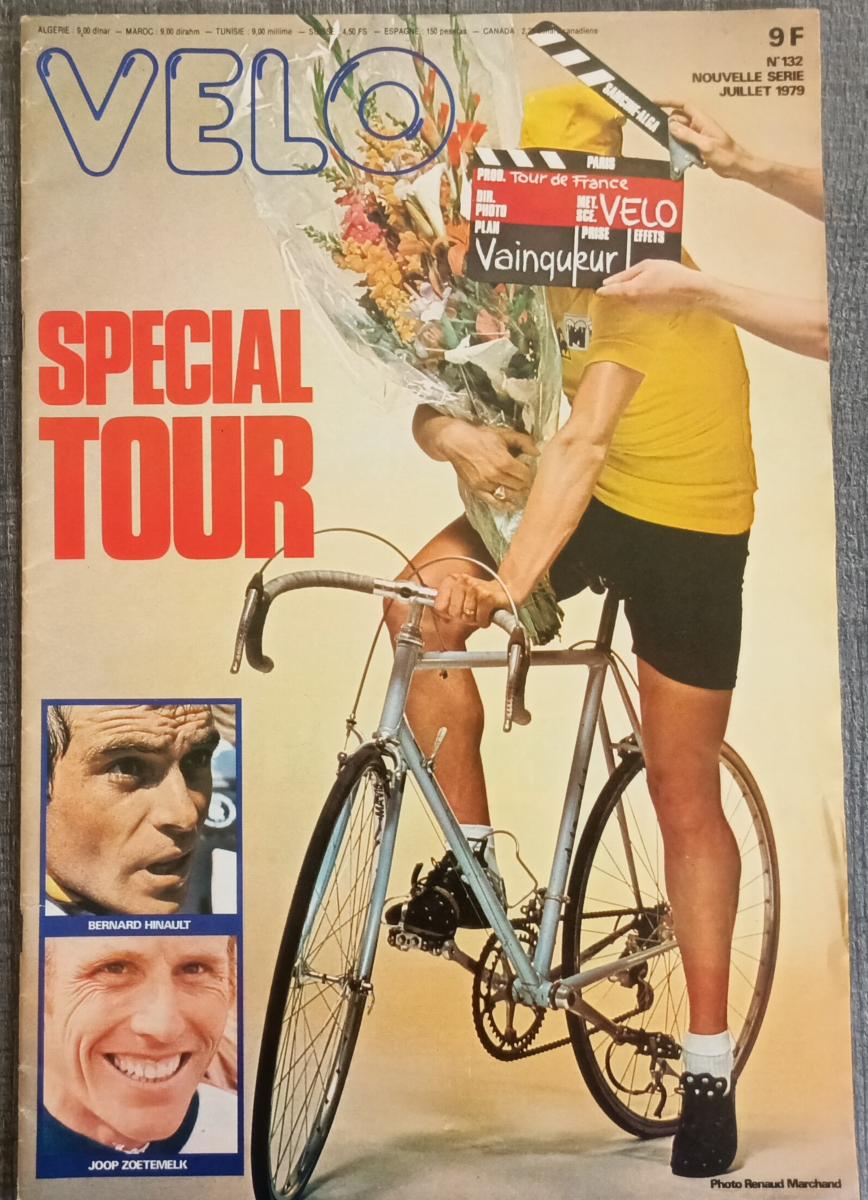 ALGERIE : 9,00 dinar — MAROC : 9,00 dirahm — TUNISIE : 9,00 millime — SUISSE : 4,50 FS — ESPAGNE : 150 pesetas — CANADA : canadiens
VELO
9 F
N° 132
NOUVELLE SERIE
JUILLET 1979
SAMCINE-ALGA
PARIS
PROD. Tour de France
DIR. PHOTO
MET. SCE. VELO
PLAN
PRISE
EFFETS
Vainqueur
SPECIAL
TOUR
BERNARD HINAULT
JOOP ZOETEMELK
Photo Renaud Marchand